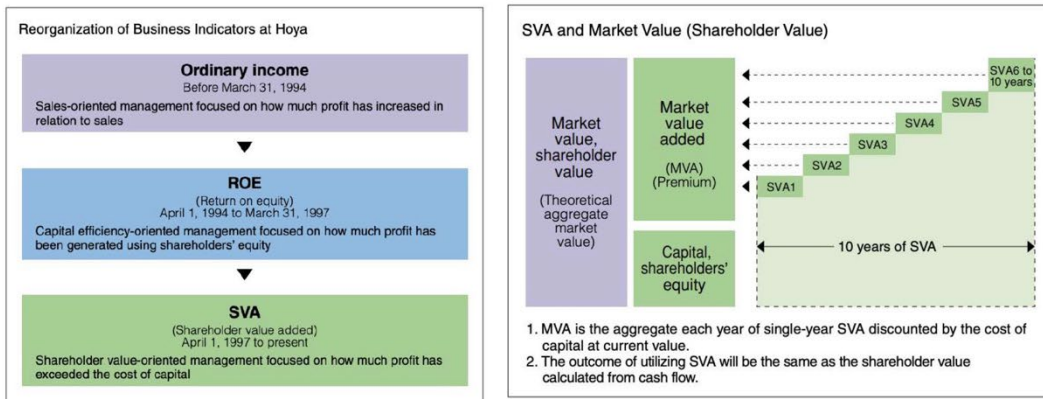 Reorganization of Business Indicators at Hoya
Ordinary income
Before March 31, 1994
Sales-oriented management focused on how much profit has increased in
relation to sales
ROE
(Return on equity)
April 1, 1994 to March 31, 1997
Capital efficiency-oriented management focused on how much profit has
been generated using shareholders' equity
SVA
(Shareholder value added)
April 1, 1997 to present
Shareholder value-oriented management focused on how much profit has
exceeded the cost of capital
SVA and Market Value (Shareholder Value)
Market
value,
shareholder
value
(Theoretical
aggregate
market
value)
Market
value
added
(MVA)
(Premium)
Capital,
shareholders'
equity
SVA6 to
10 years
SVA5
SVA4
SVA3
SVA2
SVA1
10 years of SVA
1. MVA is the aggregate each year of single-year SVA discounted by the cost of
capital at current value.
2. The outcome of utilizing SVA will be the same as the shareholder value
calculated from cash flow.